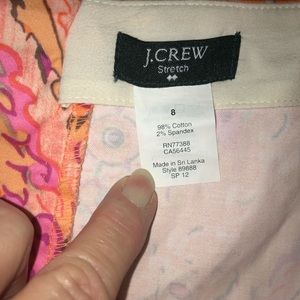 J.CREW
Stretch
8
98% Cotton
2% Spandex
RN77388
CA56445
Made in Sri Lanka
Style 89888
SP 12